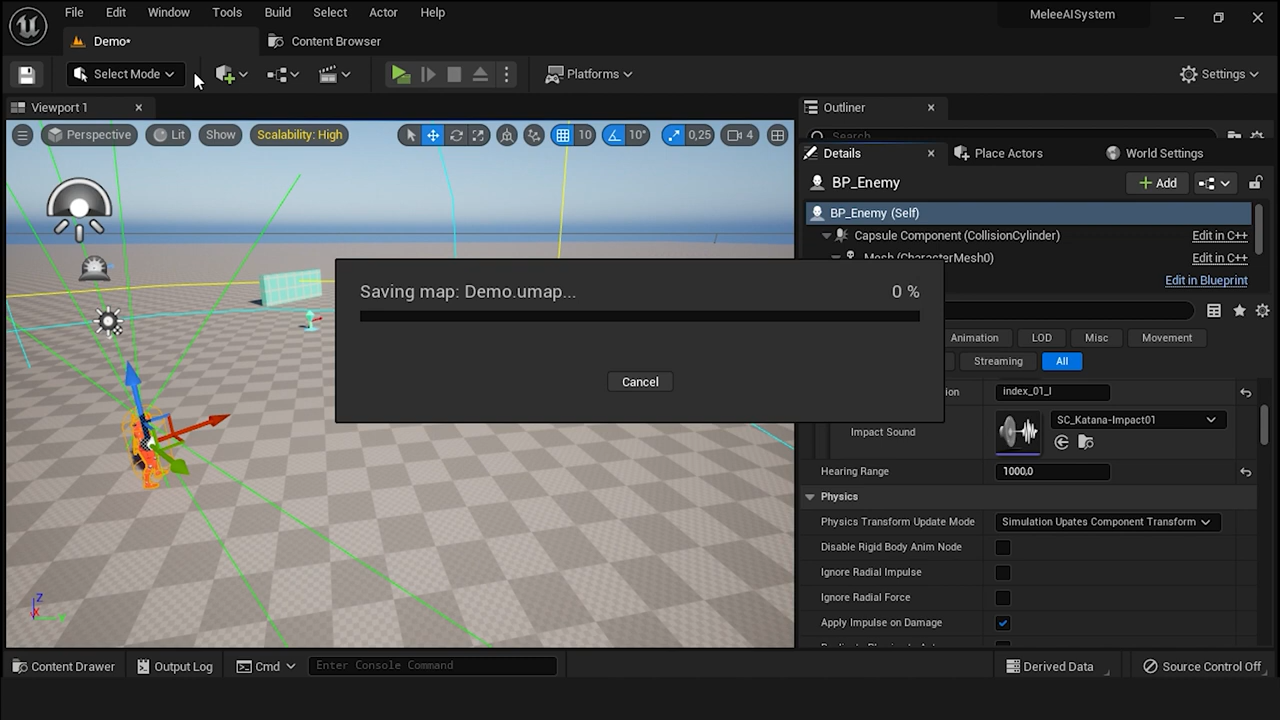 File Edit Window Tools Build Select Actor Help
MeleeAISystem
Demo•
Content Browser
Select Mode
Platforms
Settings
Viewport 1
Outliner
Search
Perspective
Lit
Show
Scalability: High
10
10°
0,25
4
Details
Place Actors
World Settings
BP_Enemy
Add
BP_Enemy (Self)
Capsule Component (CollisionCylinder)
Edit in C++
Mesh (CharacterMesh0)
Edit in C++
Edit in Blueprint
Saving map: Demo.umap...
0 %
Cancel
Animation
LOD
Misc
Movement
Streaming
All
index_01_l
Impact Sound
SC_Katana-Impact01
Hearing Range
1000,0
Physics
Physics Transform Update Mode
Simulation Upates Component Transform
Disable Rigid Body Anim Node
Ignore Radial Impulse
Ignore Radial Force
Apply Impulse on Damage
Z
X
Content Drawer
Output Log
Cmd
Enter Console Command
Derived Data
Source Control Off